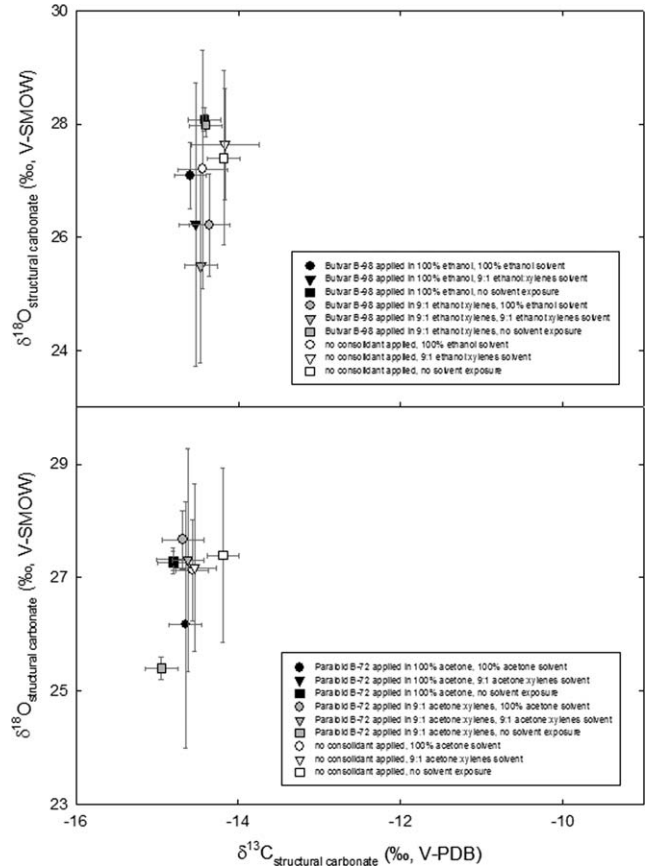 30
28
26
24
δ18Ostructural carbonate (‰, V-SMOW)
Butvar B-98 applied in 100% ethanol, 100% ethanol solvent
Butvar B-98 applied in 100% ethanol, 9:1 ethanol:xylenes solvent
Butvar B-98 applied in 100% ethanol, no solvent exposure
Butvar B-98 applied in 9:1 ethanol:xylenes, 100% ethanol solvent
Butvar B-98 applied in 9:1 ethanol:xylenes, 9:1 ethanol:xylenes solvent
Butvar B-98 applied in 9:1 ethanol:xylenes, no solvent exposure
no consolidant applied, 100% ethanol solvent
no consolidant applied, 9:1 ethanol:xylenes solvent
no consolidant applied, no solvent exposure
29
27
25
23
δ18Ostructural carbonate (‰, V-SMOW)
Paraloid B-72 applied in 100% acetone, 100% acetone solvent
Paraloid B-72 applied in 100% acetone, 9:1 acetone:xylenes solvent
Paraloid B-72 applied in 100% acetone, no solvent exposure
Paraloid B-72 applied in 9:1 acetone:xylenes, 100% acetone solvent
Paraloid B-72 applied in 9:1 acetone:xylenes, 9:1 acetone:xylenes solvent
Paraloid B-72 applied in 9:1 acetone:xylenes, no solvent exposure
no consolidant applied, 100% acetone solvent
no consolidant applied, 9:1 acetone:xylenes solvent
no consolidant applied, no solvent exposure
-16 -14 -12 -10
δ13Cstructural carbonate (‰, V-PDB)